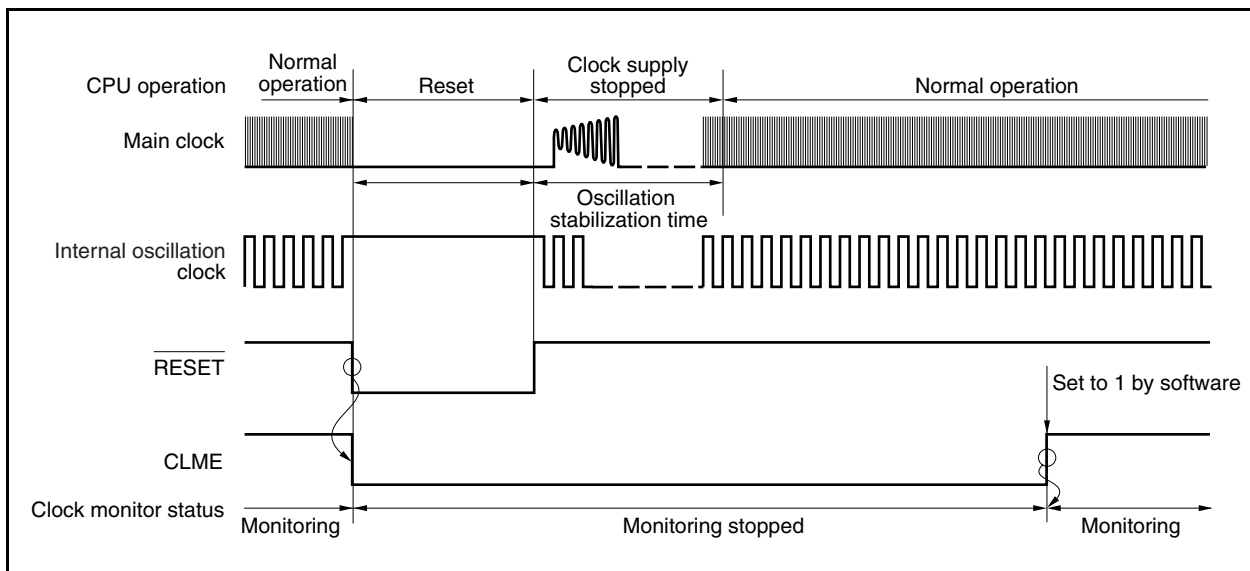 CPU operation
Normal
operation
Reset
Clock supply
stopped
Normal operation
Main clock
Oscillation
stabilization time
Internal oscillation
clock
RESET
Set to 1 by software
CLME
Clock monitor status
Monitoring
Monitoring stopped
Monitoring